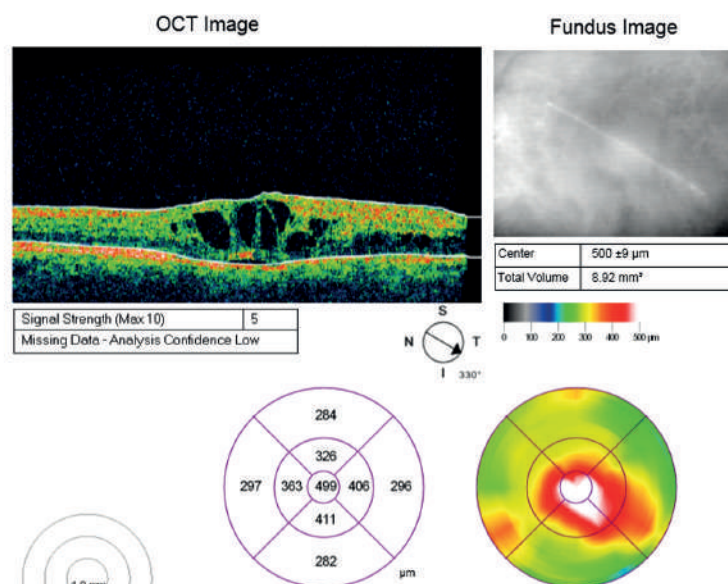 OCT Image
Fundus Image
Center 500 ±9 µm
Total Volume 8.92 mm³
Signal Strength (Max 10) 5
Missing Data - Analysis Confidence Low
S
N T
I 330°
0 100 200 300 400 500 µm
284
326
297 363 499 406 296
411
282
µm